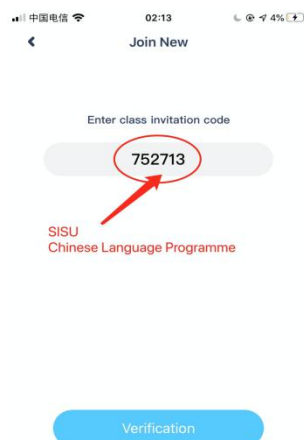 中国电信 02:13 4%
Join New
Enter class invitation code
752713
SISU
Chinese Language Programme
Verification